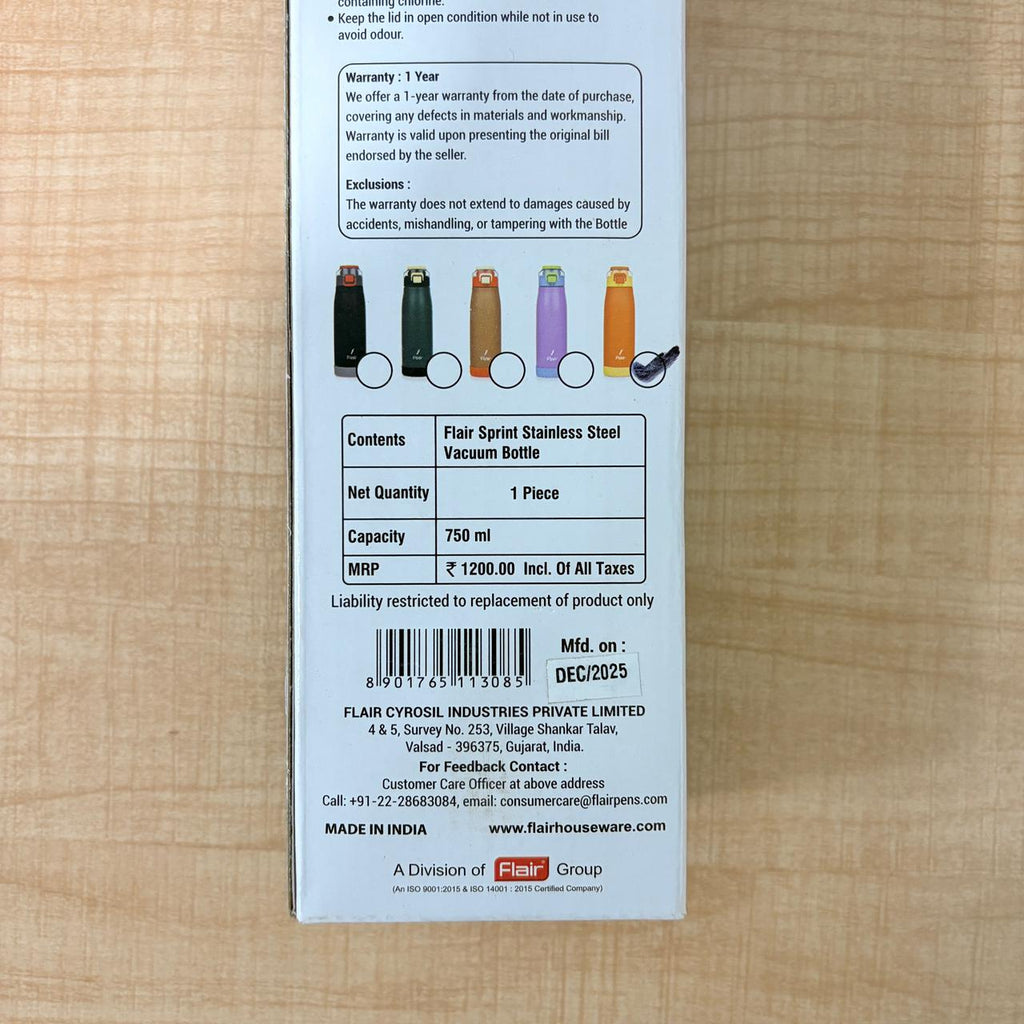 containing chlorine.
• Keep the lid in open condition while not in use to
avoid odour.
Warranty : 1 Year
We offer a 1-year warranty from the date of purchase,
covering any defects in materials and workmanship.
Warranty is valid upon presenting the original bill
endorsed by the seller.
Exclusions :
The warranty does not extend to damages caused by
accidents, mishandling, or tampering with the Bottle
Flair Flair Flair Flair Flair
Contents Flair Sprint Stainless Steel
Vacuum Bottle
Net Quantity 1 Piece
Capacity 750 ml
MRP ₹ 1200.00 Incl. Of All Taxes
Liability restricted to replacement of product only
8 901765 113085
Mfd. on :
DEC/2025
FLAIR CYROSIL INDUSTRIES PRIVATE LIMITED
4 & 5, Survey No. 253, Village Shankar Talav,
Valsad - 396375, Gujarat, India.
For Feedback Contact :
Customer Care Officer at above address
Call: +91-22-28683084, email: consumercare@flairpens.com
MADE IN INDIA www.flairhouseware.com
A Division of Flair Group
(An ISO 9001:2015 & ISO 14001 : 2015 Certified Company)